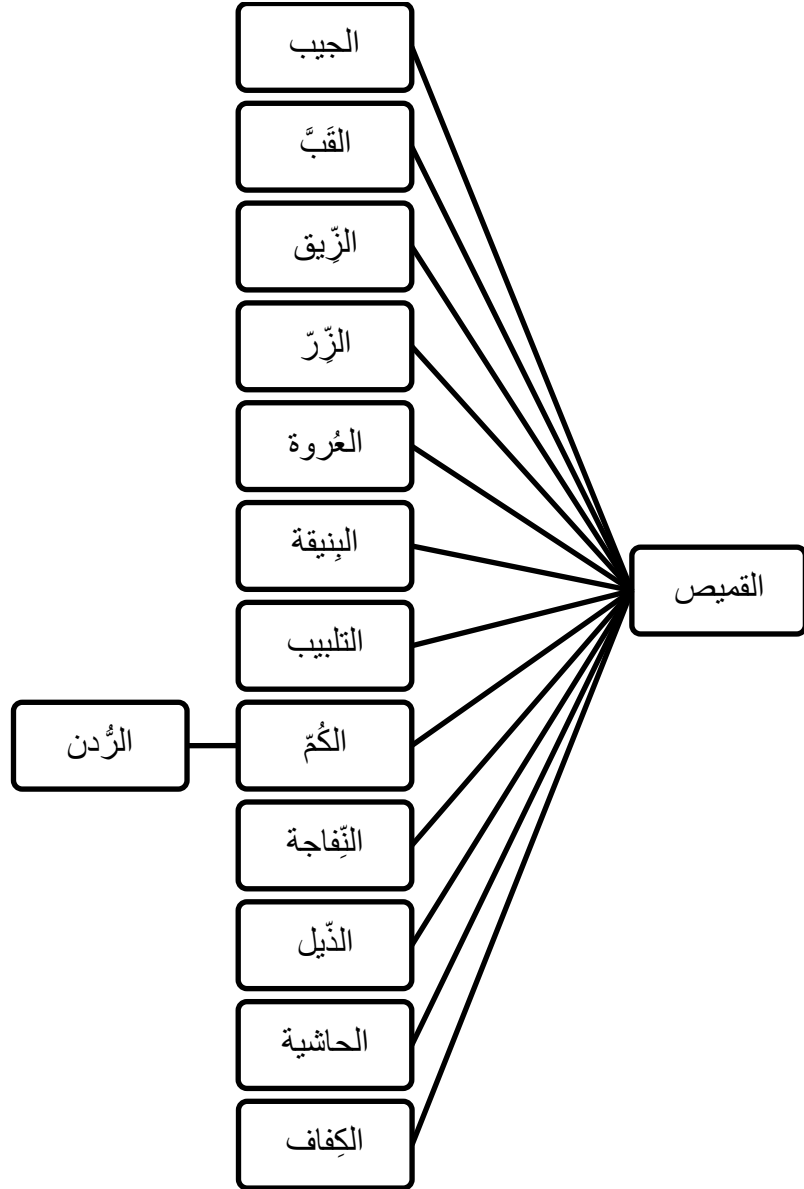 الجيب
القَبَّ
الزِّيق
الزِّرّ
العُروة
البِنيقة
القميص
التلبيب
الكُمّ
الرُّدن
النِّفاجة
الذّيل
الحاشية
الكِفاف